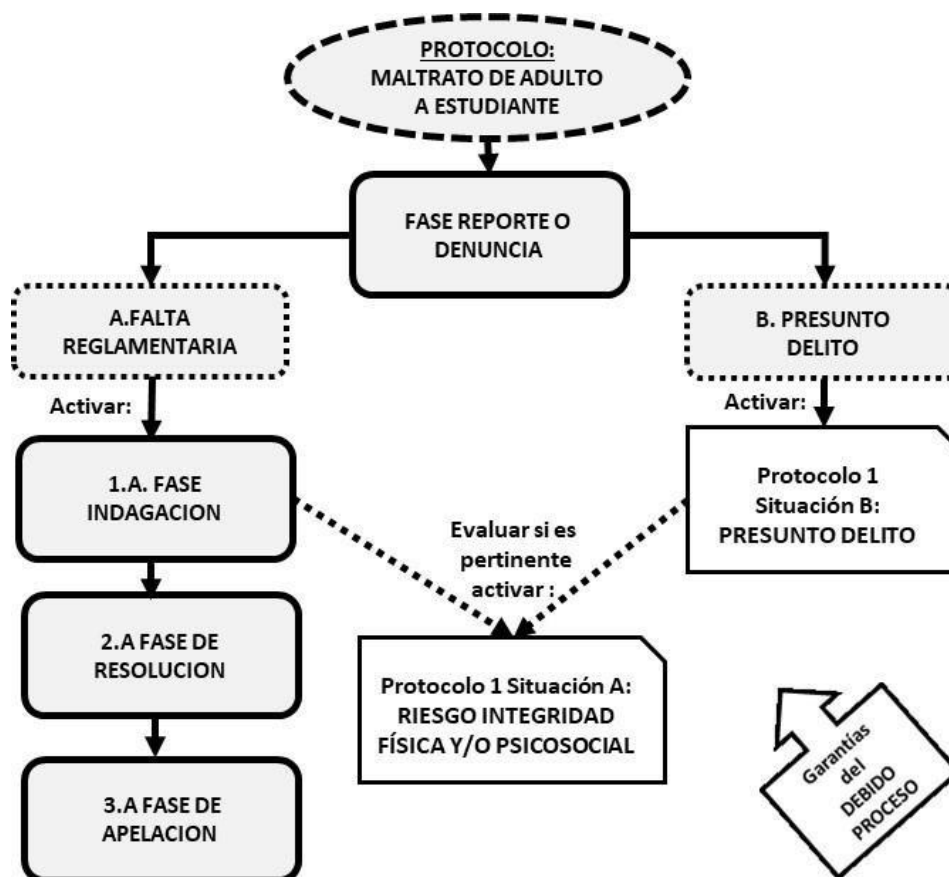 PROTOCOLO:
MALTRATO DE ADULTO
A ESTUDIANTE
FASE REPORTE O
DENUNCIA
A.FALTA
REGLAMENTARIA
B. PRESUNTO
DELITO
Activar:
Activar:
1.A. FASE
INDAGACION
Protocolo 1
Situación B:
PRESUNTO DELITO
Evaluar si es
pertinente
activar :
2.A FASE DE
RESOLUCION
Protocolo 1 Situación A:
RIESGO INTEGRIDAD
FÍSICA Y/O PSICOSOCIAL
3.A FASE DE
APELACION
Garantías
del
DEBIDO
PROCESO